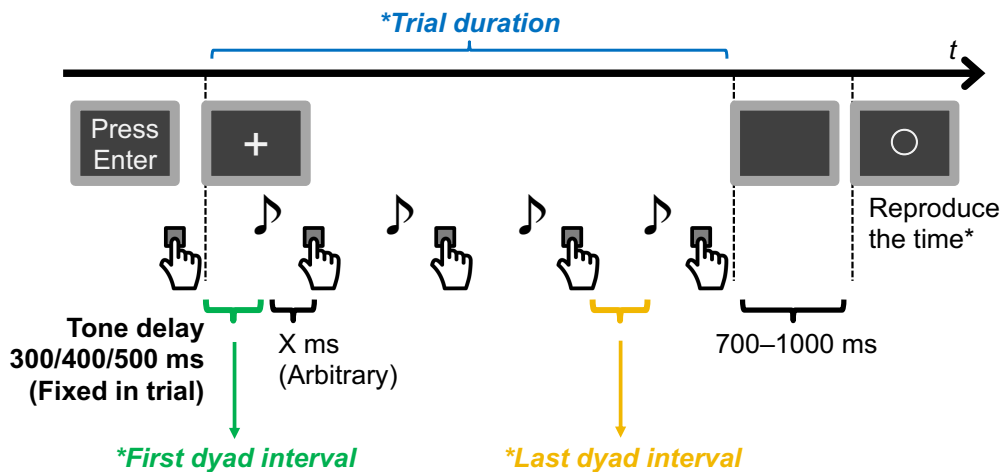 *Trial duration
t
Press
Enter
+
Reproduce
the time*
Tone delay
300/400/500 ms
(Fixed in trial)
X ms
(Arbitrary)
700–1000 ms
*First dyad interval
*Last dyad interval